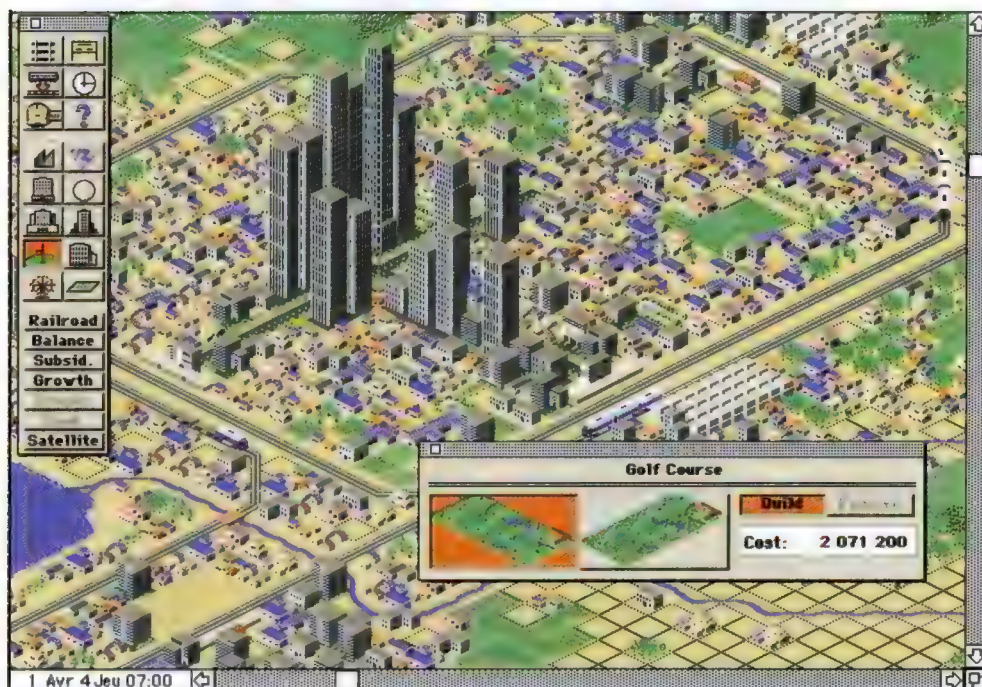 Railroad
Balance
Subsid.
Growth
Satellite
Golf Course
Build
Cost: 2 071 200
1 Avr 4 Jeu 07:00